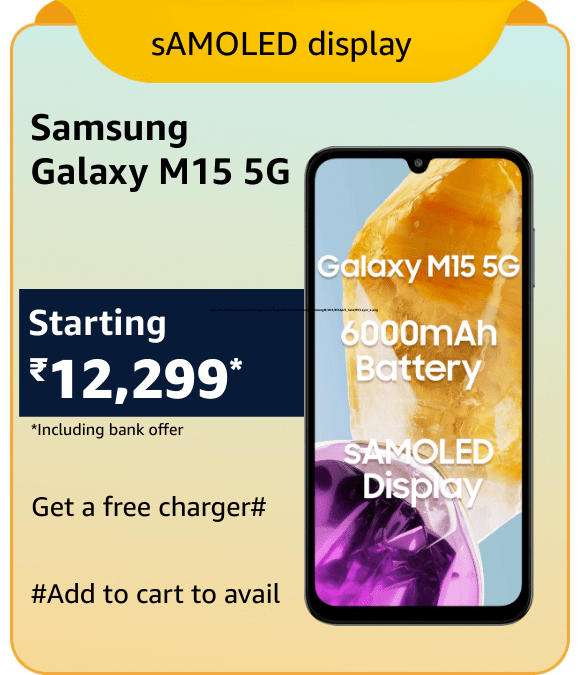 sAMOLED display
Samsung
Galaxy M15 5G
Starting
₹12,299*
*Including bank offer
Get a free charger#
#Add to cart to avail
Galaxy M15 5G
6000mAh
Battery
sAMOLED
Display